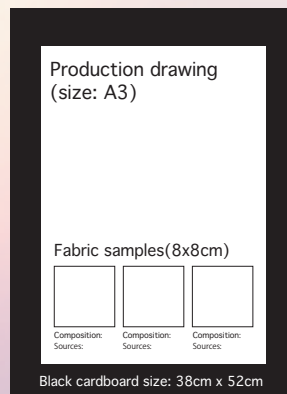 Production drawing
(size: A3)
Fabric samples(8x8cm)
Composition:
Sources:
Composition:
Sources:
Composition:
Sources:
Black cardboard size: 38cm x 52cm